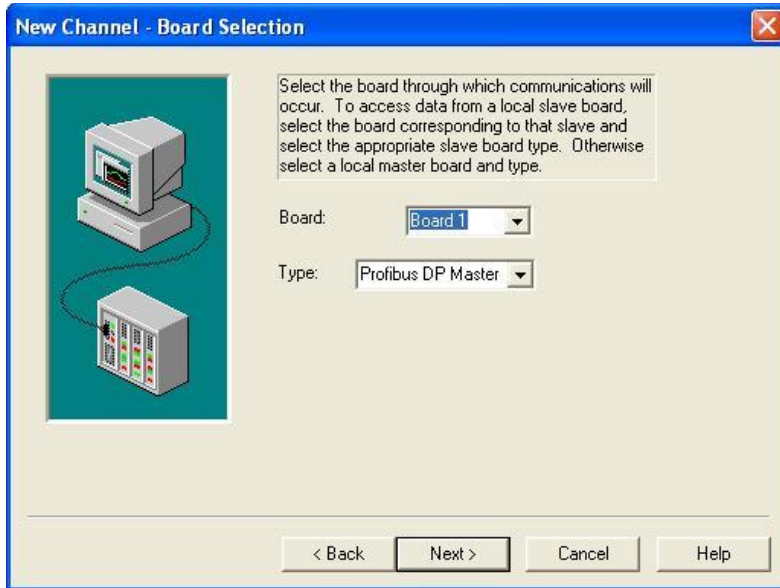 New Channel - Board Selection
Select the board through which communications will
occur. To access data from a local slave board,
select the board corresponding to that slave and
select the appropriate slave board type. Otherwise
select a local master board and type.
Board: Board 1
Type: Profibus DP Master
< Back Next > Cancel Help